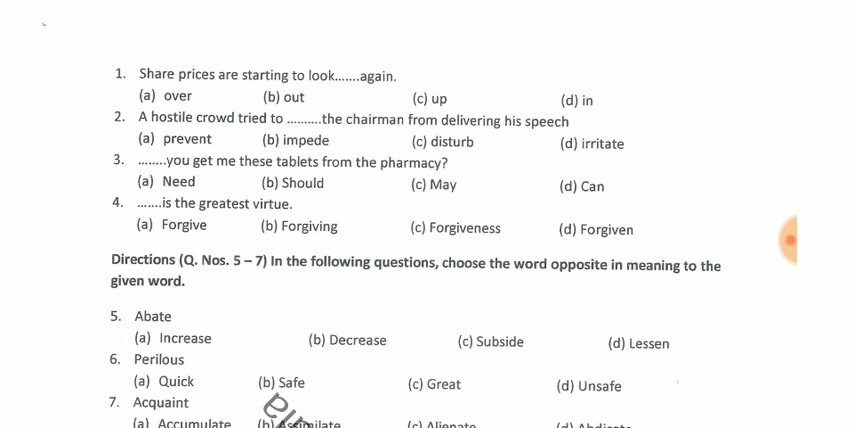 1. Share prices are starting to look.......again.
(a) over (b) out (c) up (d) in
2. A hostile crowd tried to ..........the chairman from delivering his speech
(a) prevent (b) impede (c) disturb (d) irritate
3. ........you get me these tablets from the pharmacy?
(a) Need (b) Should (c) May (d) Can
4. .......is the greatest virtue.
(a) Forgive (b) Forgiving (c) Forgiveness (d) Forgiven
Directions (Q. Nos. 5 – 7) In the following questions, choose the word opposite in meaning to the
given word.
5. Abate
(a) Increase (b) Decrease (c) Subside (d) Lessen
6. Perilous
(a) Quick (b) Safe (c) Great (d) Unsafe
7. Acquaint
(a) Accumulate (b) Assimilate (c) Alienate (d) Abdicate